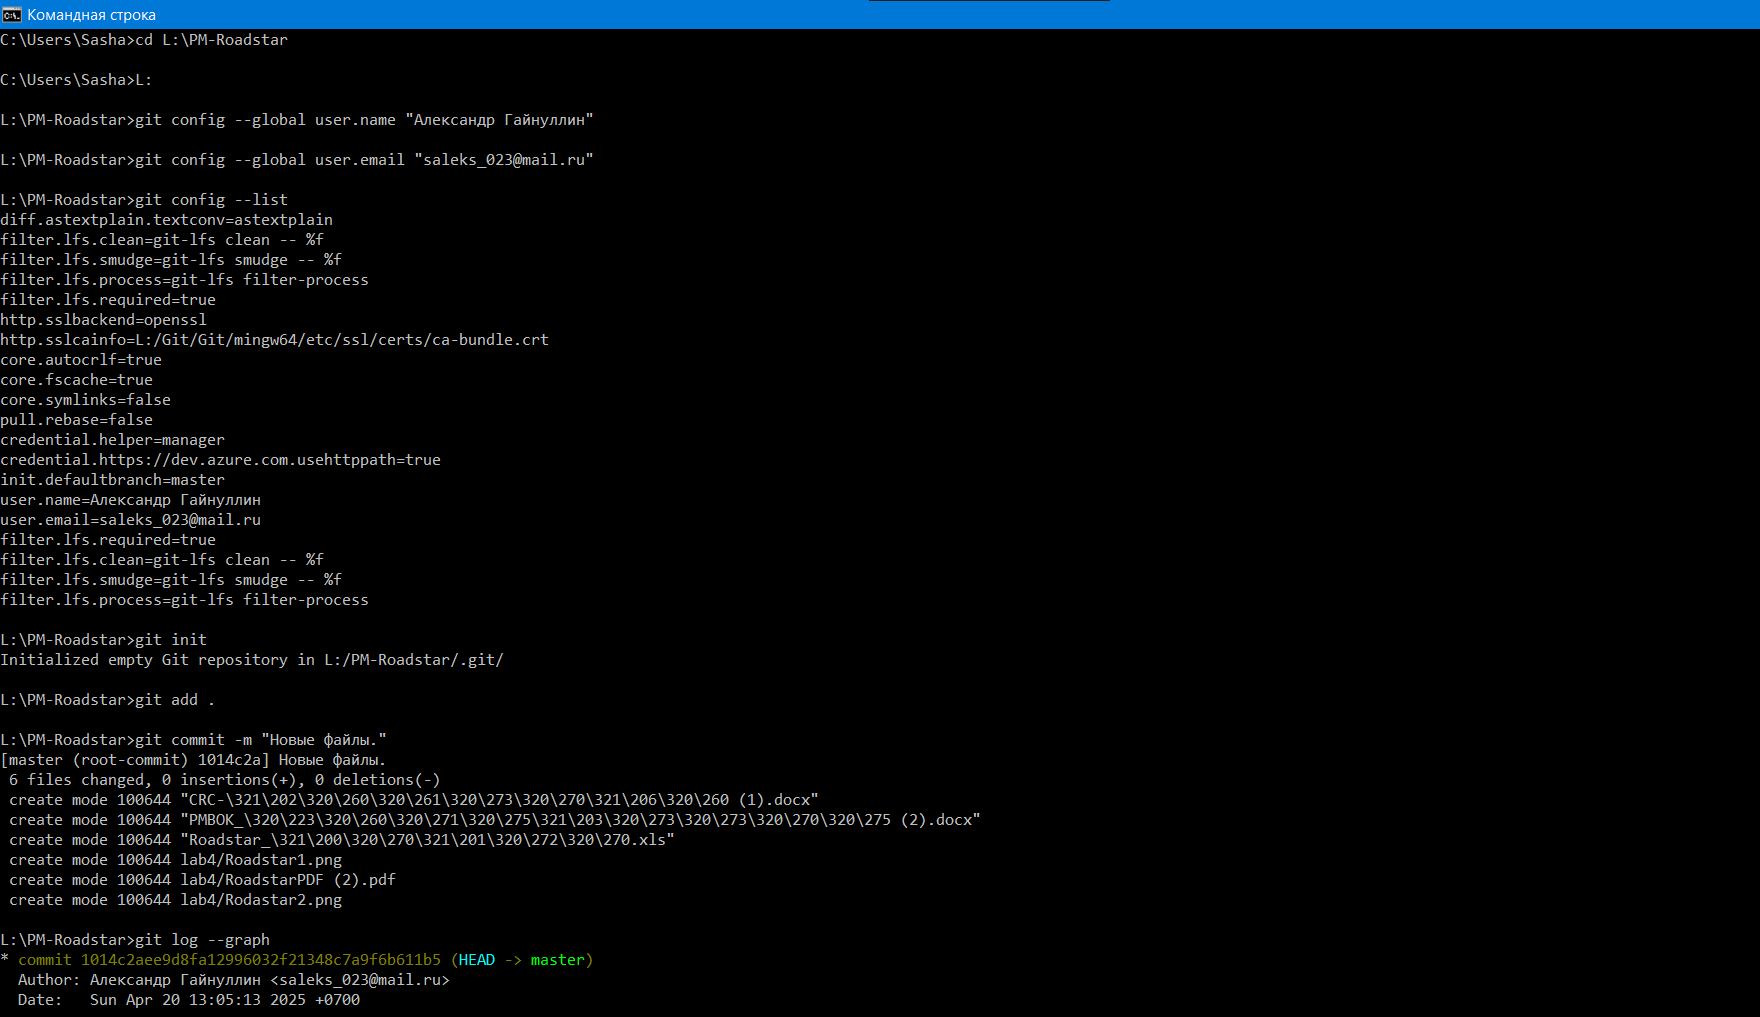 Командная строка
C:\Users\Sasha>cd L:\PM-Roadstar
C:\Users\Sasha>L:
L:\PM-Roadstar>git config --global user.name "Александр Гайнуллин"
L:\PM-Roadstar>git config --global user.email "saleks_023@mail.ru"
L:\PM-Roadstar>git config --list
diff.astextplain.textconv=astextplain
filter.lfs.clean=git-lfs clean -- %f
filter.lfs.smudge=git-lfs smudge -- %f
filter.lfs.process=git-lfs filter-process
filter.lfs.required=true
http.sslbackend=openssl
http.sslcainfo=L:/Git/Git/mingw64/etc/ssl/certs/ca-bundle.crt
core.autocrlf=true
core.fscache=true
core.symlinks=false
pull.rebase=false
credential.helper=manager
credential.https://dev.azure.com.usehttppath=true
init.defaultbranch=master
user.name=Александр Гайнуллин
user.email=saleks_023@mail.ru
filter.lfs.required=true
filter.lfs.clean=git-lfs clean -- %f
filter.lfs.smudge=git-lfs smudge -- %f
filter.lfs.process=git-lfs filter-process
L:\PM-Roadstar>git init
Initialized empty Git repository in L:/PM-Roadstar/.git/
L:\PM-Roadstar>git add .
L:\PM-Roadstar>git commit -m "Новые файлы."
[master (root-commit) 1014c2a] Новые файлы.
6 files changed, 0 insertions(+), 0 deletions(-)
create mode 100644 "CRC-\321\202\320\260\320\261\320\273\320\270\321\206\320\260 (1).docx"
create mode 100644 "PMBOK_\320\223\320\260\320\271\320\275\321\203\320\273\320\273\320\270\320\275 (2).docx"
create mode 100644 "Roadstar_\321\200\320\270\321\201\320\272\320\270.xls"
create mode 100644 lab4/Roadstar1.png
create mode 100644 lab4/RoadstarPDF (2).pdf
create mode 100644 lab4/Rodastar2.png
L:\PM-Roadstar>git log --graph
* commit 1014c2aee9d8fa12996032f21348c7a9f6b611b5 (HEAD -> master)
Author: Александр Гайнуллин <saleks_023@mail.ru>
Date:   Sun Apr 20 13:05:13 2025 +0700